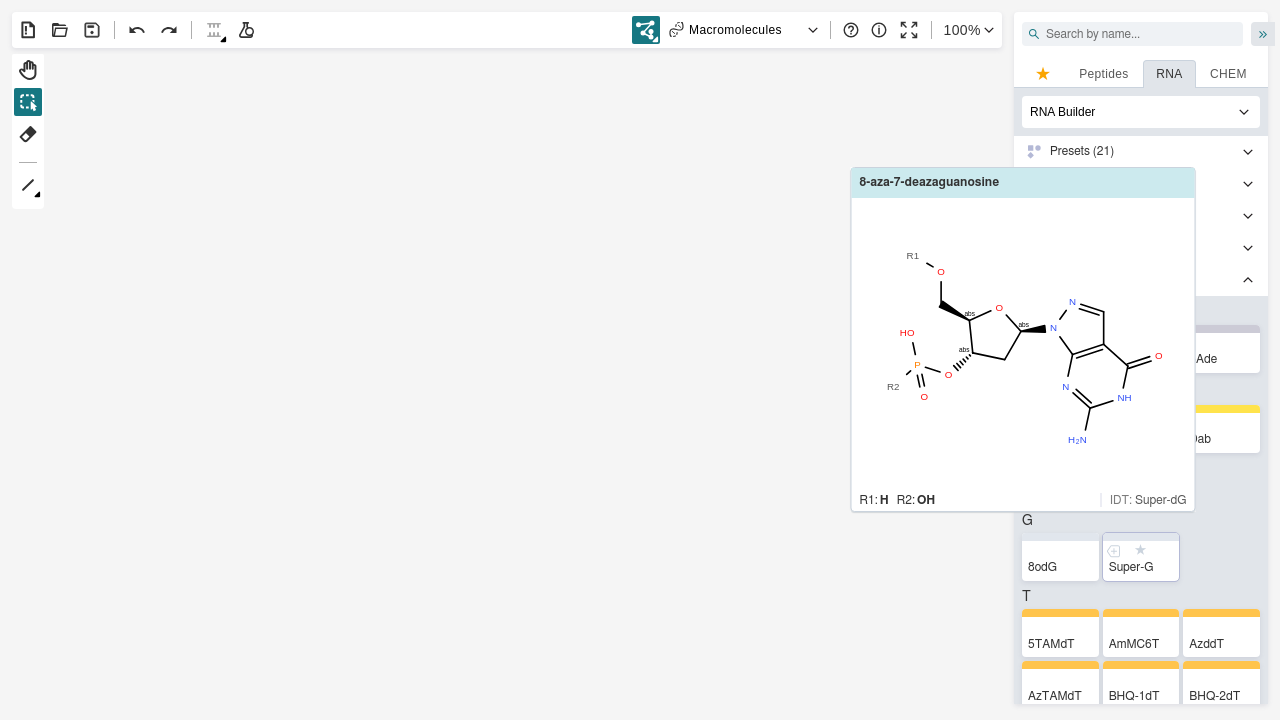 Macromolecules
100%
Search by name...
Peptides
RNA
CHEM
RNA Builder
Presets (21)
8-aza-7-deazaguanosine
R1
O
O
N
N
abs
abs
abs
HO
P
O
R2
O
O
N
NH
H2N
R1: H R2: OH
IDT: Super-dG
Ade
G
8odG
Super-G
T
5TAMdT
AmMC6T
AzddT
AzTAMdT
BHQ-1dT
BHQ-2dT